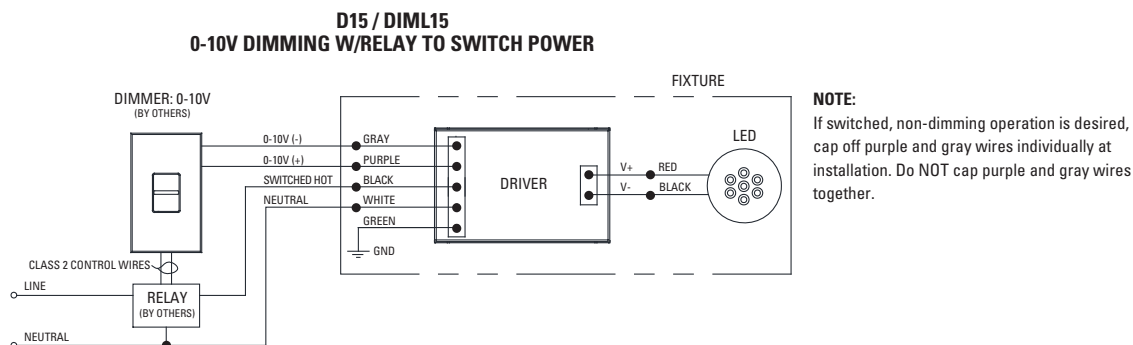 D15 / DIML15
0-10V DIMMING W/RELAY TO SWITCH POWER
DIMMER: 0-10V
(BY OTHERS)
FIXTURE
0-10V (-)
GRAY
0-10V (+)
PURPLE
SWITCHED HOT
BLACK
NEUTRAL
WHITE
GREEN
GND
DRIVER
V+
RED
V-
BLACK
LED
CLASS 2 CONTROL WIRES
LINE
RELAY
(BY OTHERS)
NEUTRAL
NOTE:
If switched, non-dimming operation is desired,
cap off purple and gray wires individually at
installation. Do NOT cap purple and gray wires
together.